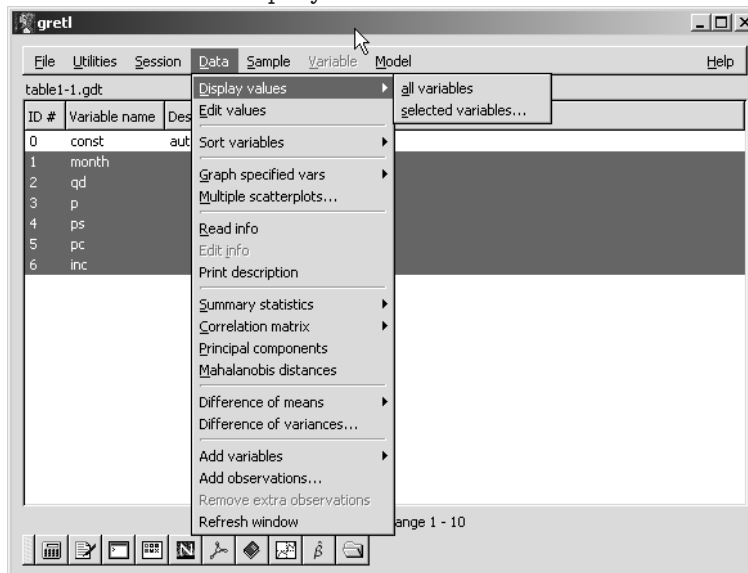 gretl
File Utilities Session Data Sample Variable Model Help
table1-1.gdt
ID # Variable name Des
0 const aut
1 month
2 qd
3 p
4 ps
5 pc
6 inc
Display values
Edit values
Sort variables
Graph specified vars
Multiple scatterplots...
Read info
Edit info
Print description
Summary statistics
Correlation matrix
Principal components
Mahalanobis distances
Difference of means
Difference of variances...
Add variables
Add observations...
Remove extra observations
Refresh window
all variables
selected variables...
ange 1 - 10
β̂